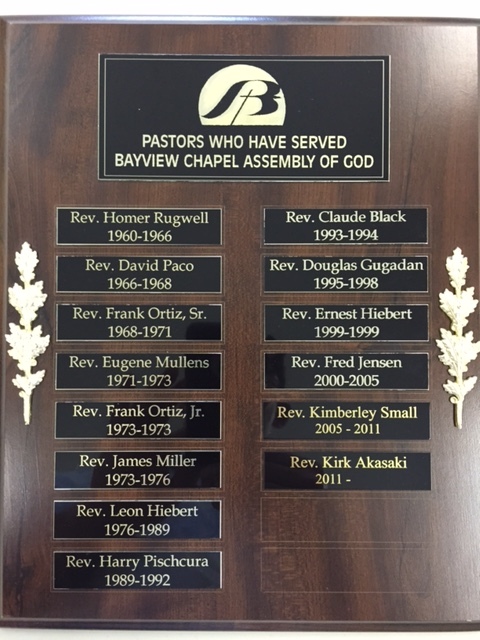 PASTORS WHO HAVE SERVED
BAYVIEW CHAPEL ASSEMBLY OF GOD
Rev. Homer Rugwell
1960-1966
Rev. David Paco
1966-1968
Rev. Frank Ortiz, Sr.
1968-1971
Rev. Eugene Mullens
1971-1973
Rev. Frank Ortiz, Jr.
1973-1973
Rev. James Miller
1973-1976
Rev. Leon Hiebert
1976-1989
Rev. Harry Pischcura
1989-1992
Rev. Claude Black
1993-1994
Rev. Douglas Gugadan
1995-1998
Rev. Ernest Hiebert
1999-1999
Rev. Fred Jensen
2000-2005
Rev. Kimberley Small
2005 - 2011
Rev. Kirk Akasaki
2011 -